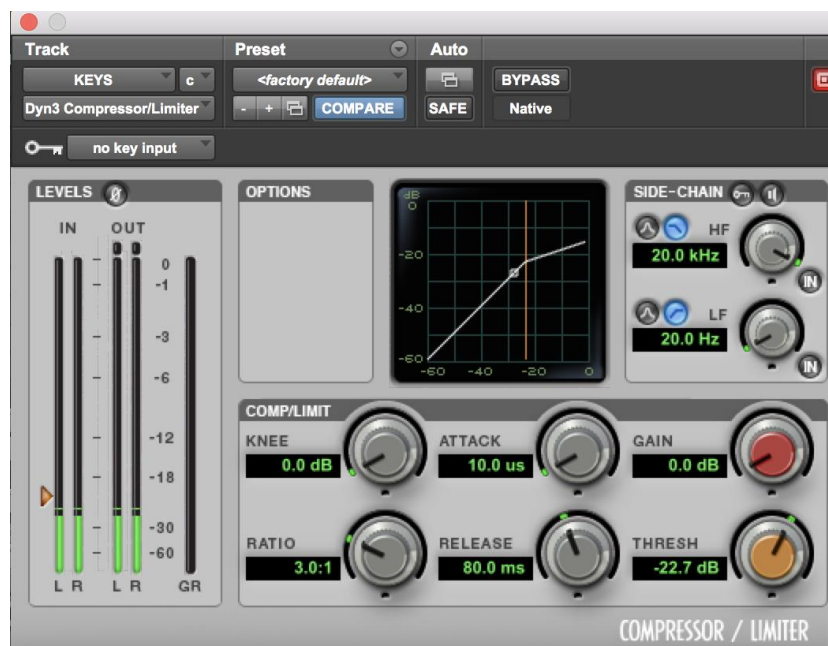 Track Preset Auto
KEYS c <factory default> BYPASS
Dyn3 Compressor/Limiter - + COMPARE SAFE Native
no key input
LEVELS Ø OPTIONS SIDE-CHAIN
IN OUT
dB
0
-20
-40
-60
-60 -40 -20 0
HF
20.0 kHz
IN
LF
20.0 Hz
IN
0
-1
-3
-6
-12
-18
-30
-60
L R L R GR
COMP/LIMIT
KNEE ATTACK GAIN
0.0 dB 10.0 us 0.0 dB
RATIO RELEASE THRESH
3.0:1 80.0 ms -22.7 dB
COMPRESSOR / LIMITER